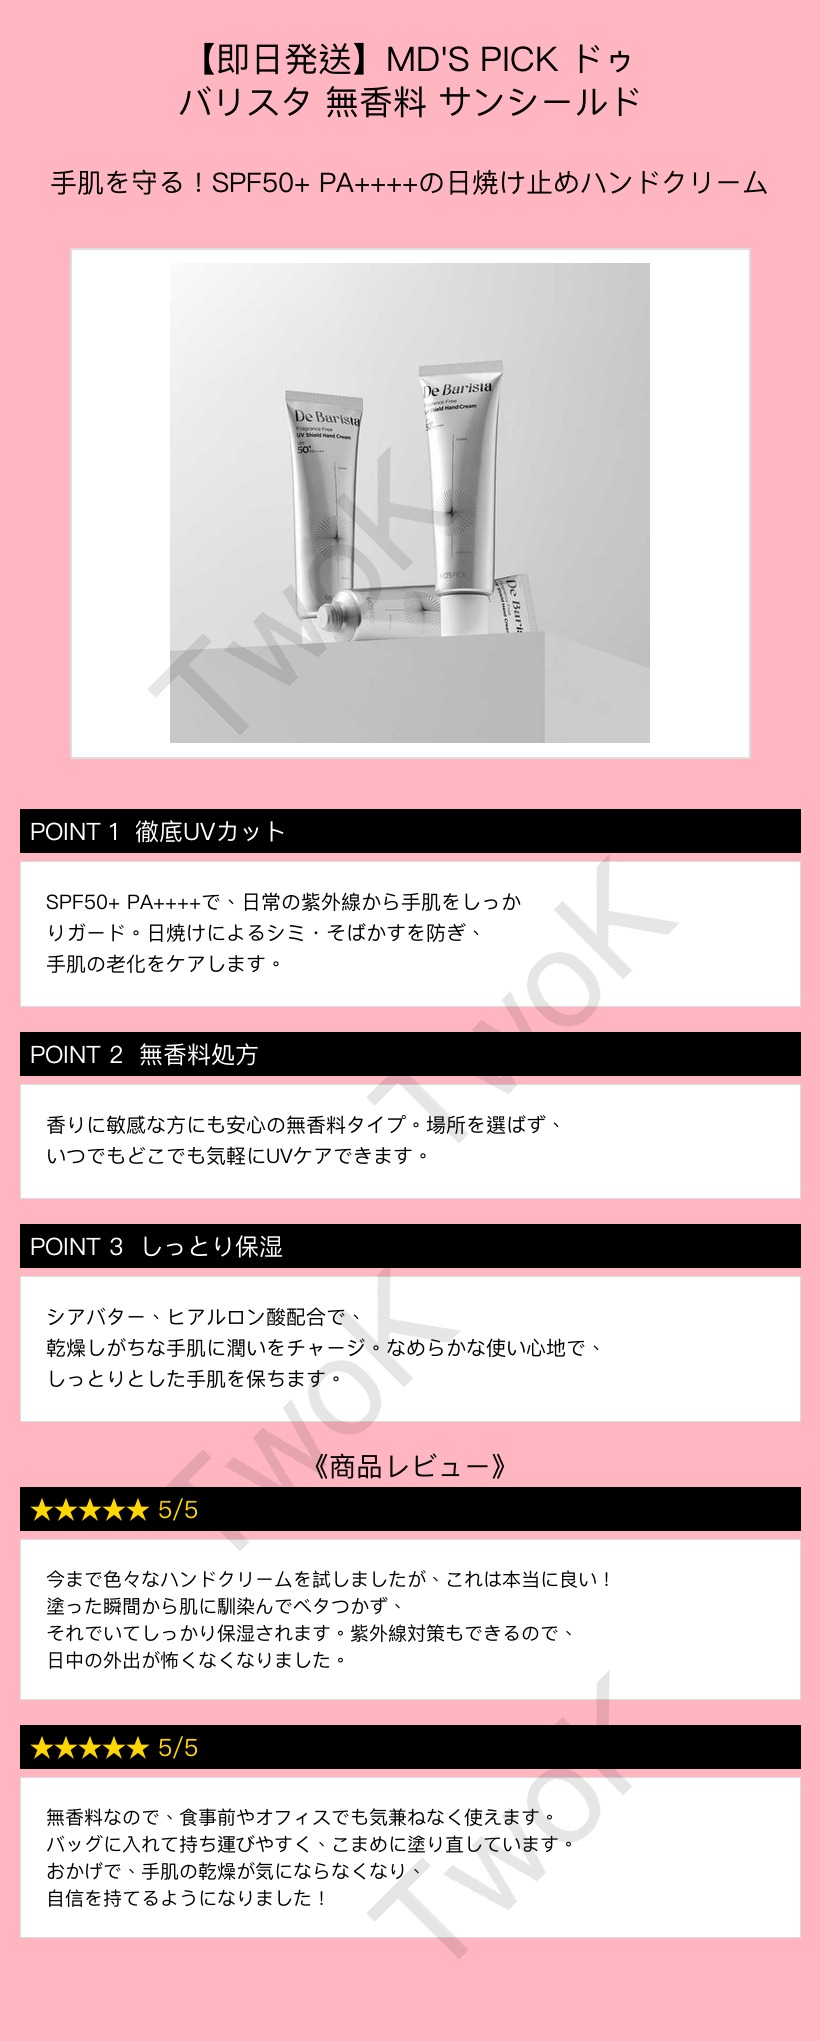 【即日発送】MD'S PICK ドゥ
バリスタ 無香料 サンシールド
手肌を守る！SPF50+ PA++++の日焼け止めハンドクリーム
De Barista
Fragrance Free
UV Shield Hand Cream
SPF
50+ PA++++
De Barista
Fragrance Free
UV Shield Hand Cream
50+
MD'S PICK
De Bari
TwoK
POINT 1 徹底UVカット
SPF50+ PA++++で、日常の紫外線から手肌をしっか
りガード。日焼けによるシミ・そばかすを防ぎ、
手肌の老化をケアします。
TwoK
POINT 2 無香料処方
香りに敏感な方にも安心の無香料タイプ。場所を選ばず、
いつでもどこでも気軽にUVケアできます。
POINT 3 しっとり保湿
シアバター、ヒアルロン酸配合で、
乾燥しがちな手肌に潤いをチャージ。なめらかな使い心地で、
しっとりとした手肌を保ちます。
TwoK
《商品レビュー》
★★★★★ 5/5
今まで色々なハンドクリームを試しましたが、これは本当に良い！
塗った瞬間から肌に馴染んでベタつかず、
それでいてしっかり保湿されます。紫外線対策もできるので、
日中の外出が怖くなくなりました。
★★★★★ 5/5
無香料なので、食事前やオフィスでも気兼ねなく使えます。
バッグに入れて持ち運びやすく、こまめに塗り直しています。
おかげで、手肌の乾燥が気にならなくなり、
自信を持てるようになりました！
TwoK